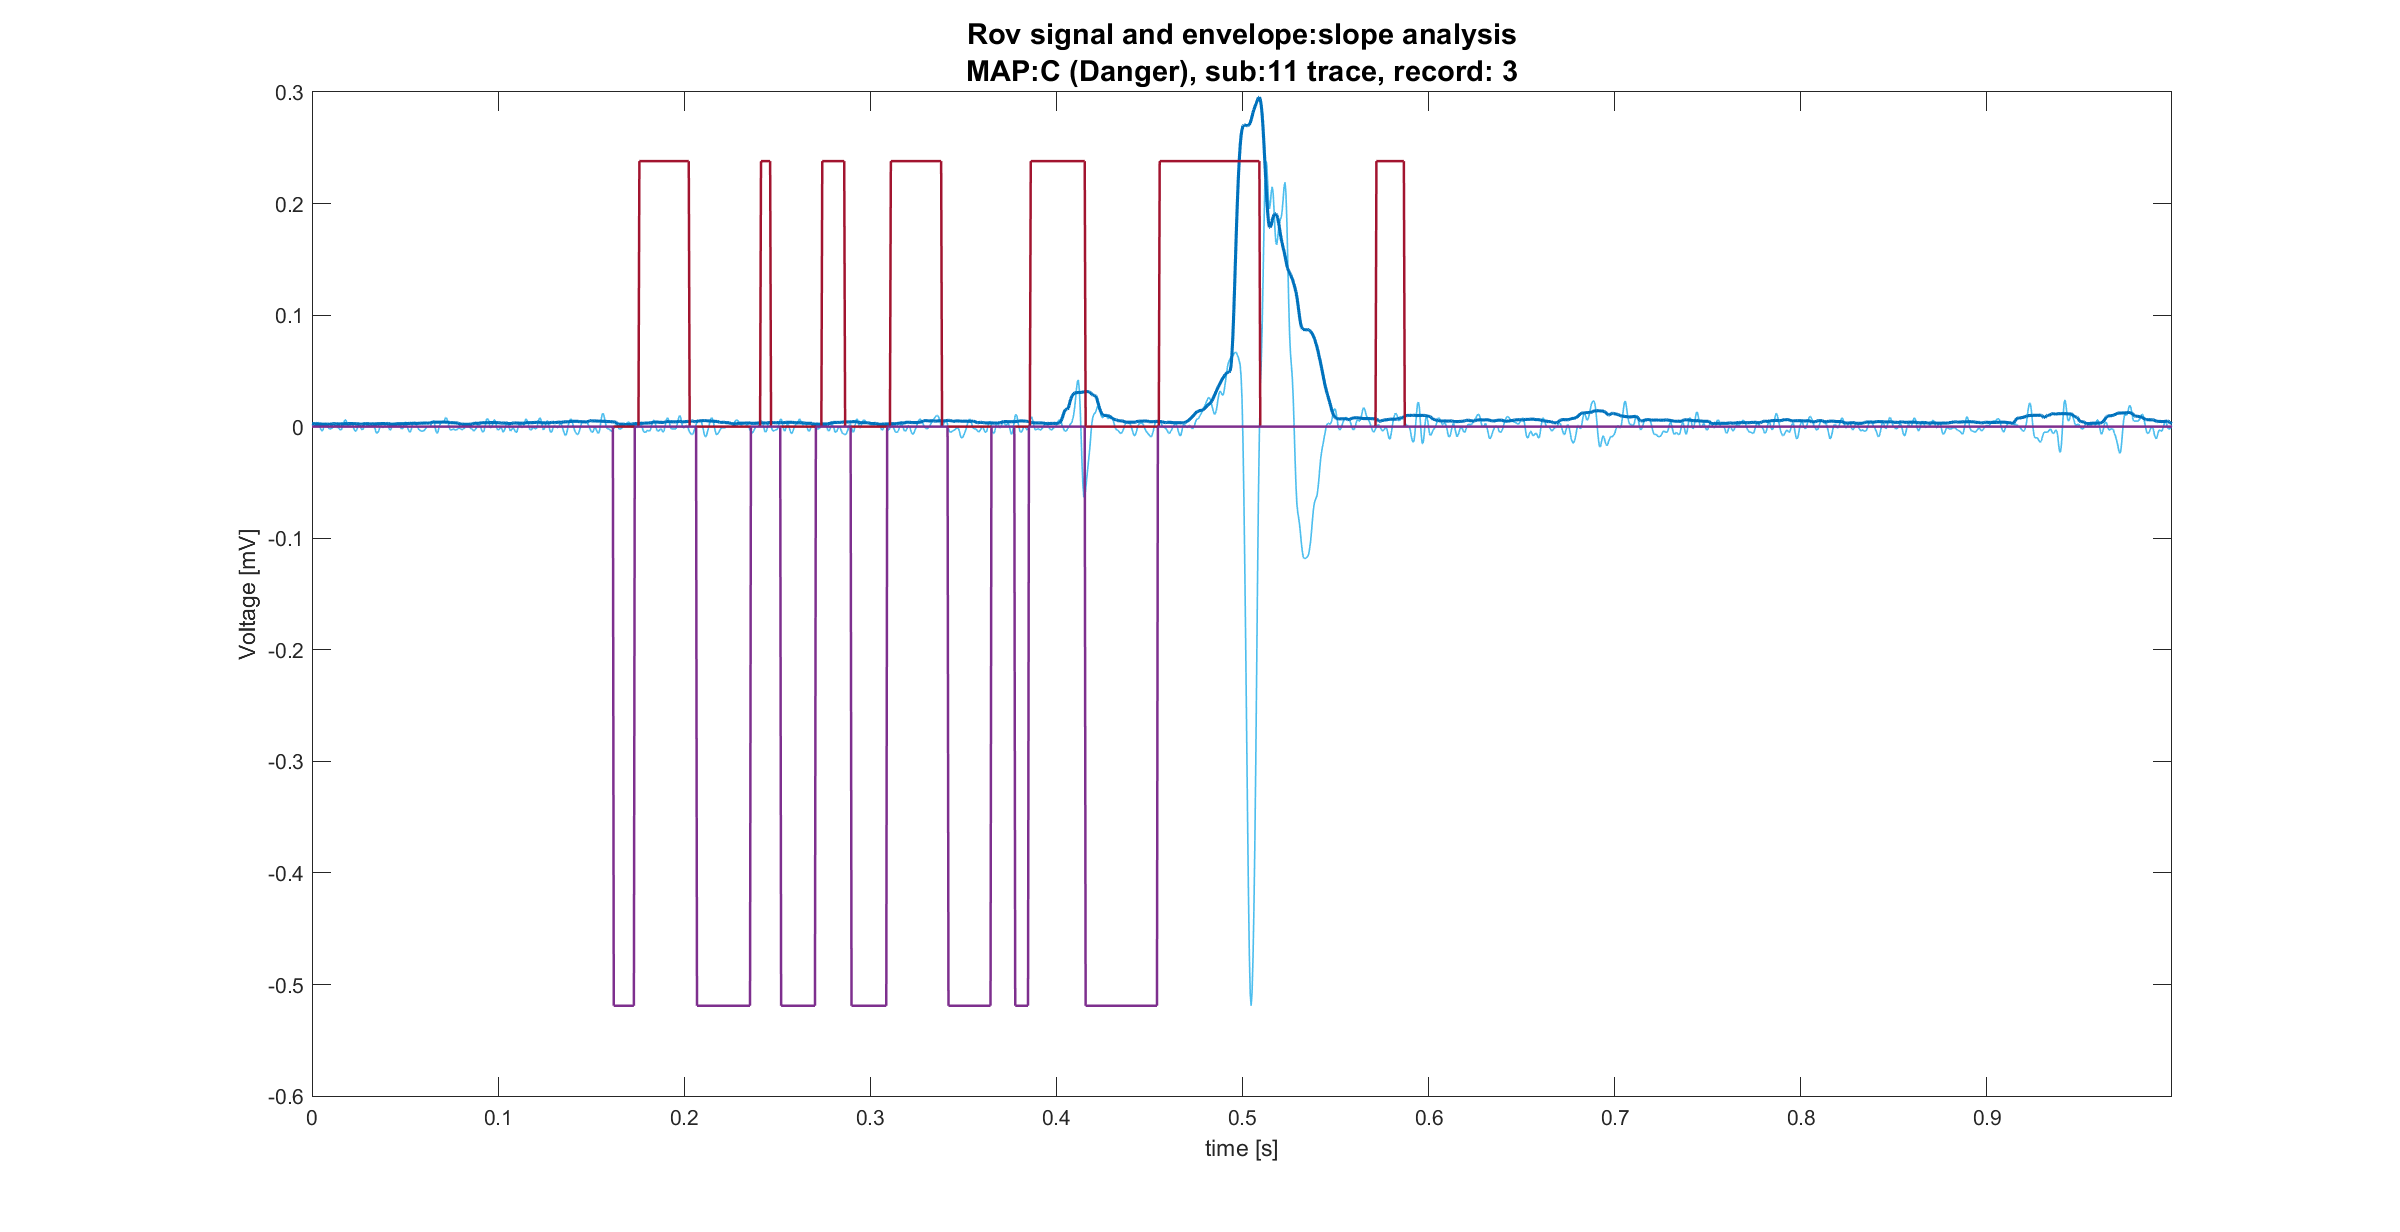 Rov signal and envelope:slope analysis
MAP:C (Danger), sub:11 trace, record: 3
0.3
0.2
0.1
0
-0.1
-0.2
-0.3
-0.4
-0.5
-0.6
Voltage [mV]
0 0.1 0.2 0.3 0.4 0.5 0.6 0.7 0.8 0.9
time [s]